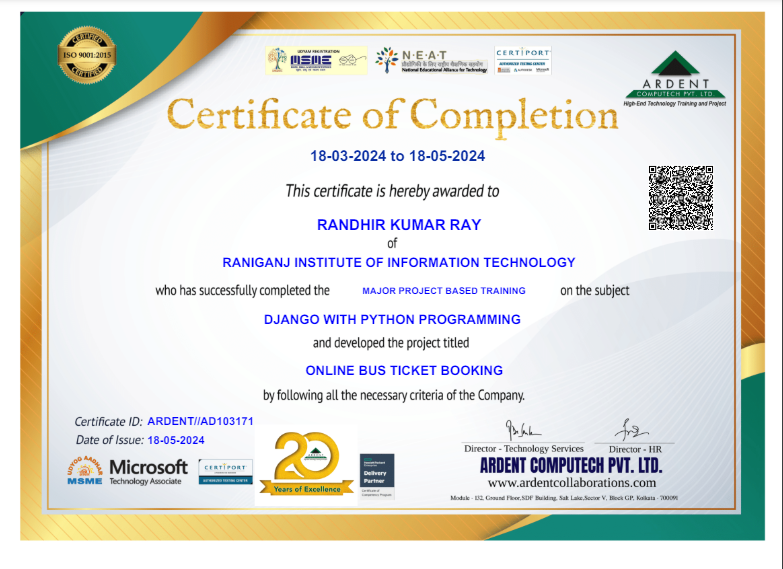 CERTIFIED
ISO 9001:2015
CERTIFIED
UDYAM REGISTRATION
MSME
N·E·A·T
National Educational Alliance for Technology
CERTIPORT
AUTHORIZED TESTING CENTER
ARDENT
COMPUTECH PVT. LTD.
High-End Technology Training and Project
Certificate of Completion
18-03-2024 to 18-05-2024
This certificate is hereby awarded to
RANDHIR KUMAR RAY
of
RANIGANJ INSTITUTE OF INFORMATION TECHNOLOGY
who has successfully completed the MAJOR PROJECT BASED TRAINING on the subject
DJANGO WITH PYTHON PROGRAMMING
and developed the project titled
ONLINE BUS TICKET BOOKING
by following all the necessary criteria of the Company.
Certificate ID: ARDENT//AD103171
Date of Issue: 18-05-2024
UDYOG AADHAR
MSME
Microsoft
Technology Associate
CERTIPORT
AUTHORIZED TESTING CENTER
20
Years of Excellence
Delivery
Partner
Director - Technology Services
Director - HR
ARDENT COMPUTECH PVT. LTD.
www.ardentcollaborations.com
Module - 132, Ground Floor,SDF Building, Salt Lake,Sector V, Block GP, Kolkata - 700091